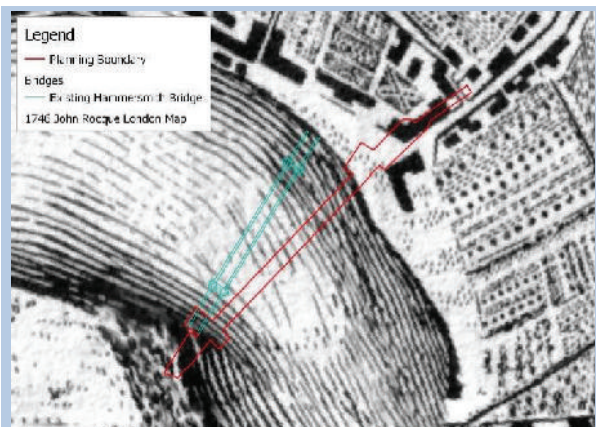 Legend
Planning Boundary
Bridges
Existing Hammersmith Bridge
1746 John Rocque London Map